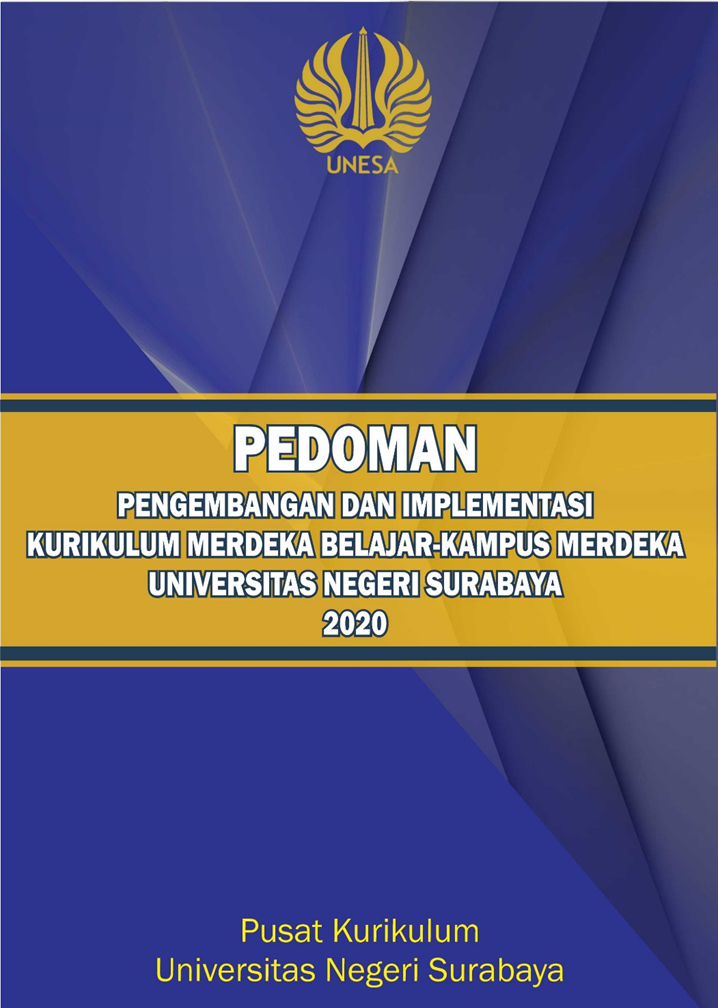 UNESA
PEDOMAN
PENGEMBANGAN DAN IMPLEMENTASI
KURIKULUM MERDEKA BELAJAR-KAMPUS MERDEKA
UNIVERSITAS NEGERI SURABAYA
2020
Pusat Kurikulum
Universitas Negeri Surabaya